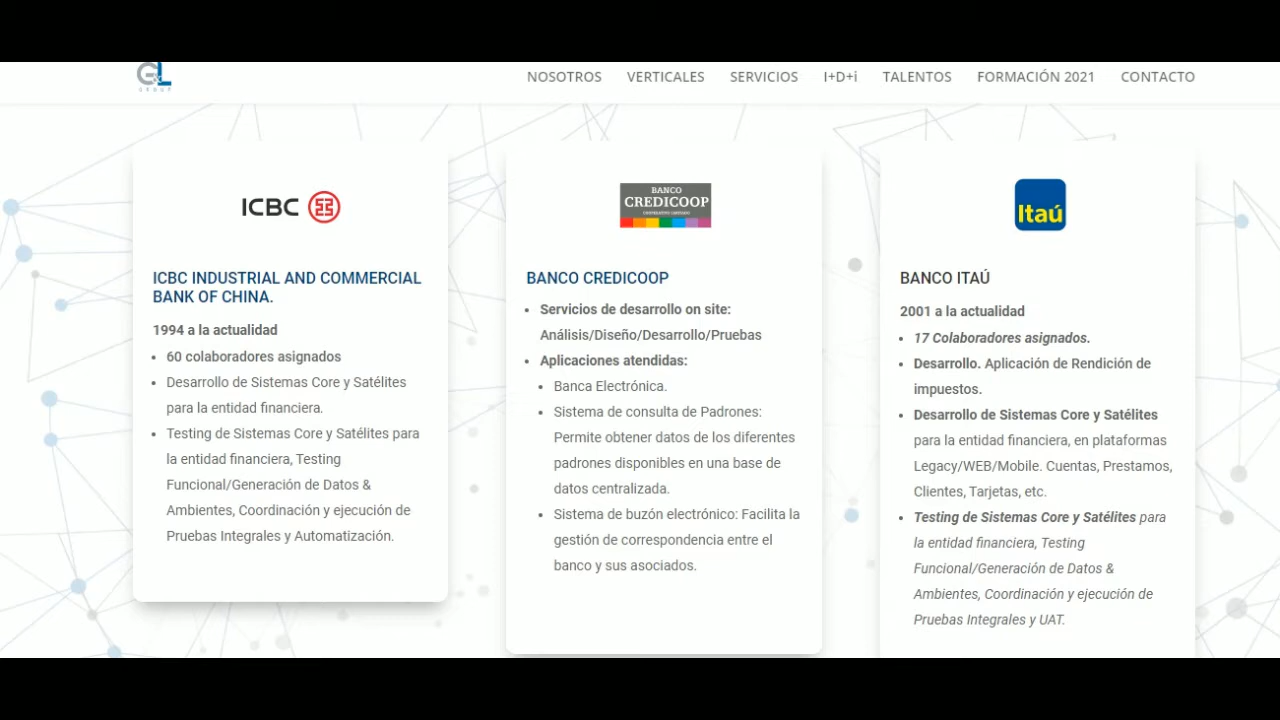 G&L
GROUP
NOSOTROS VERTICALES SERVICIOS I+D+i TALENTOS FORMACIÓN 2021 CONTACTO
ICBC
ICBC INDUSTRIAL AND COMMERCIAL
BANK OF CHINA.
1994 a la actualidad
60 colaboradores asignados
Desarrollo de Sistemas Core y Satélites
para la entidad financiera.
Testing de Sistemas Core y Satélites para
la entidad financiera, Testing
Funcional/Generación de Datos &
Ambientes, Coordinación y ejecución de
Pruebas Integrales y Automatización.
BANCO
CREDICOOP
BANCO CREDICOOP
Servicios de desarrollo on site:
Análisis/Diseño/Desarrollo/Pruebas
Aplicaciones atendidas:
Banca Electrónica.
Sistema de consulta de Padrones:
Permite obtener datos de los diferentes
padrones disponibles en una base de
datos centralizada.
Sistema de buzón electrónico: Facilita la
gestión de correspondencia entre el
banco y sus asociados.
Itaú
BANCO ITAÚ
2001 a la actualidad
17 Colaboradores asignados.
Desarrollo. Aplicación de Rendición de
impuestos.
Desarrollo de Sistemas Core y Satélites
para la entidad financiera, en plataformas
Legacy/WEB/Mobile. Cuentas, Prestamos,
Clientes, Tarjetas, etc.
Testing de Sistemas Core y Satélites para
la entidad financiera, Testing
Funcional/Generación de Datos &
Ambientes, Coordinación y ejecución de
Pruebas Integrales y UAT.